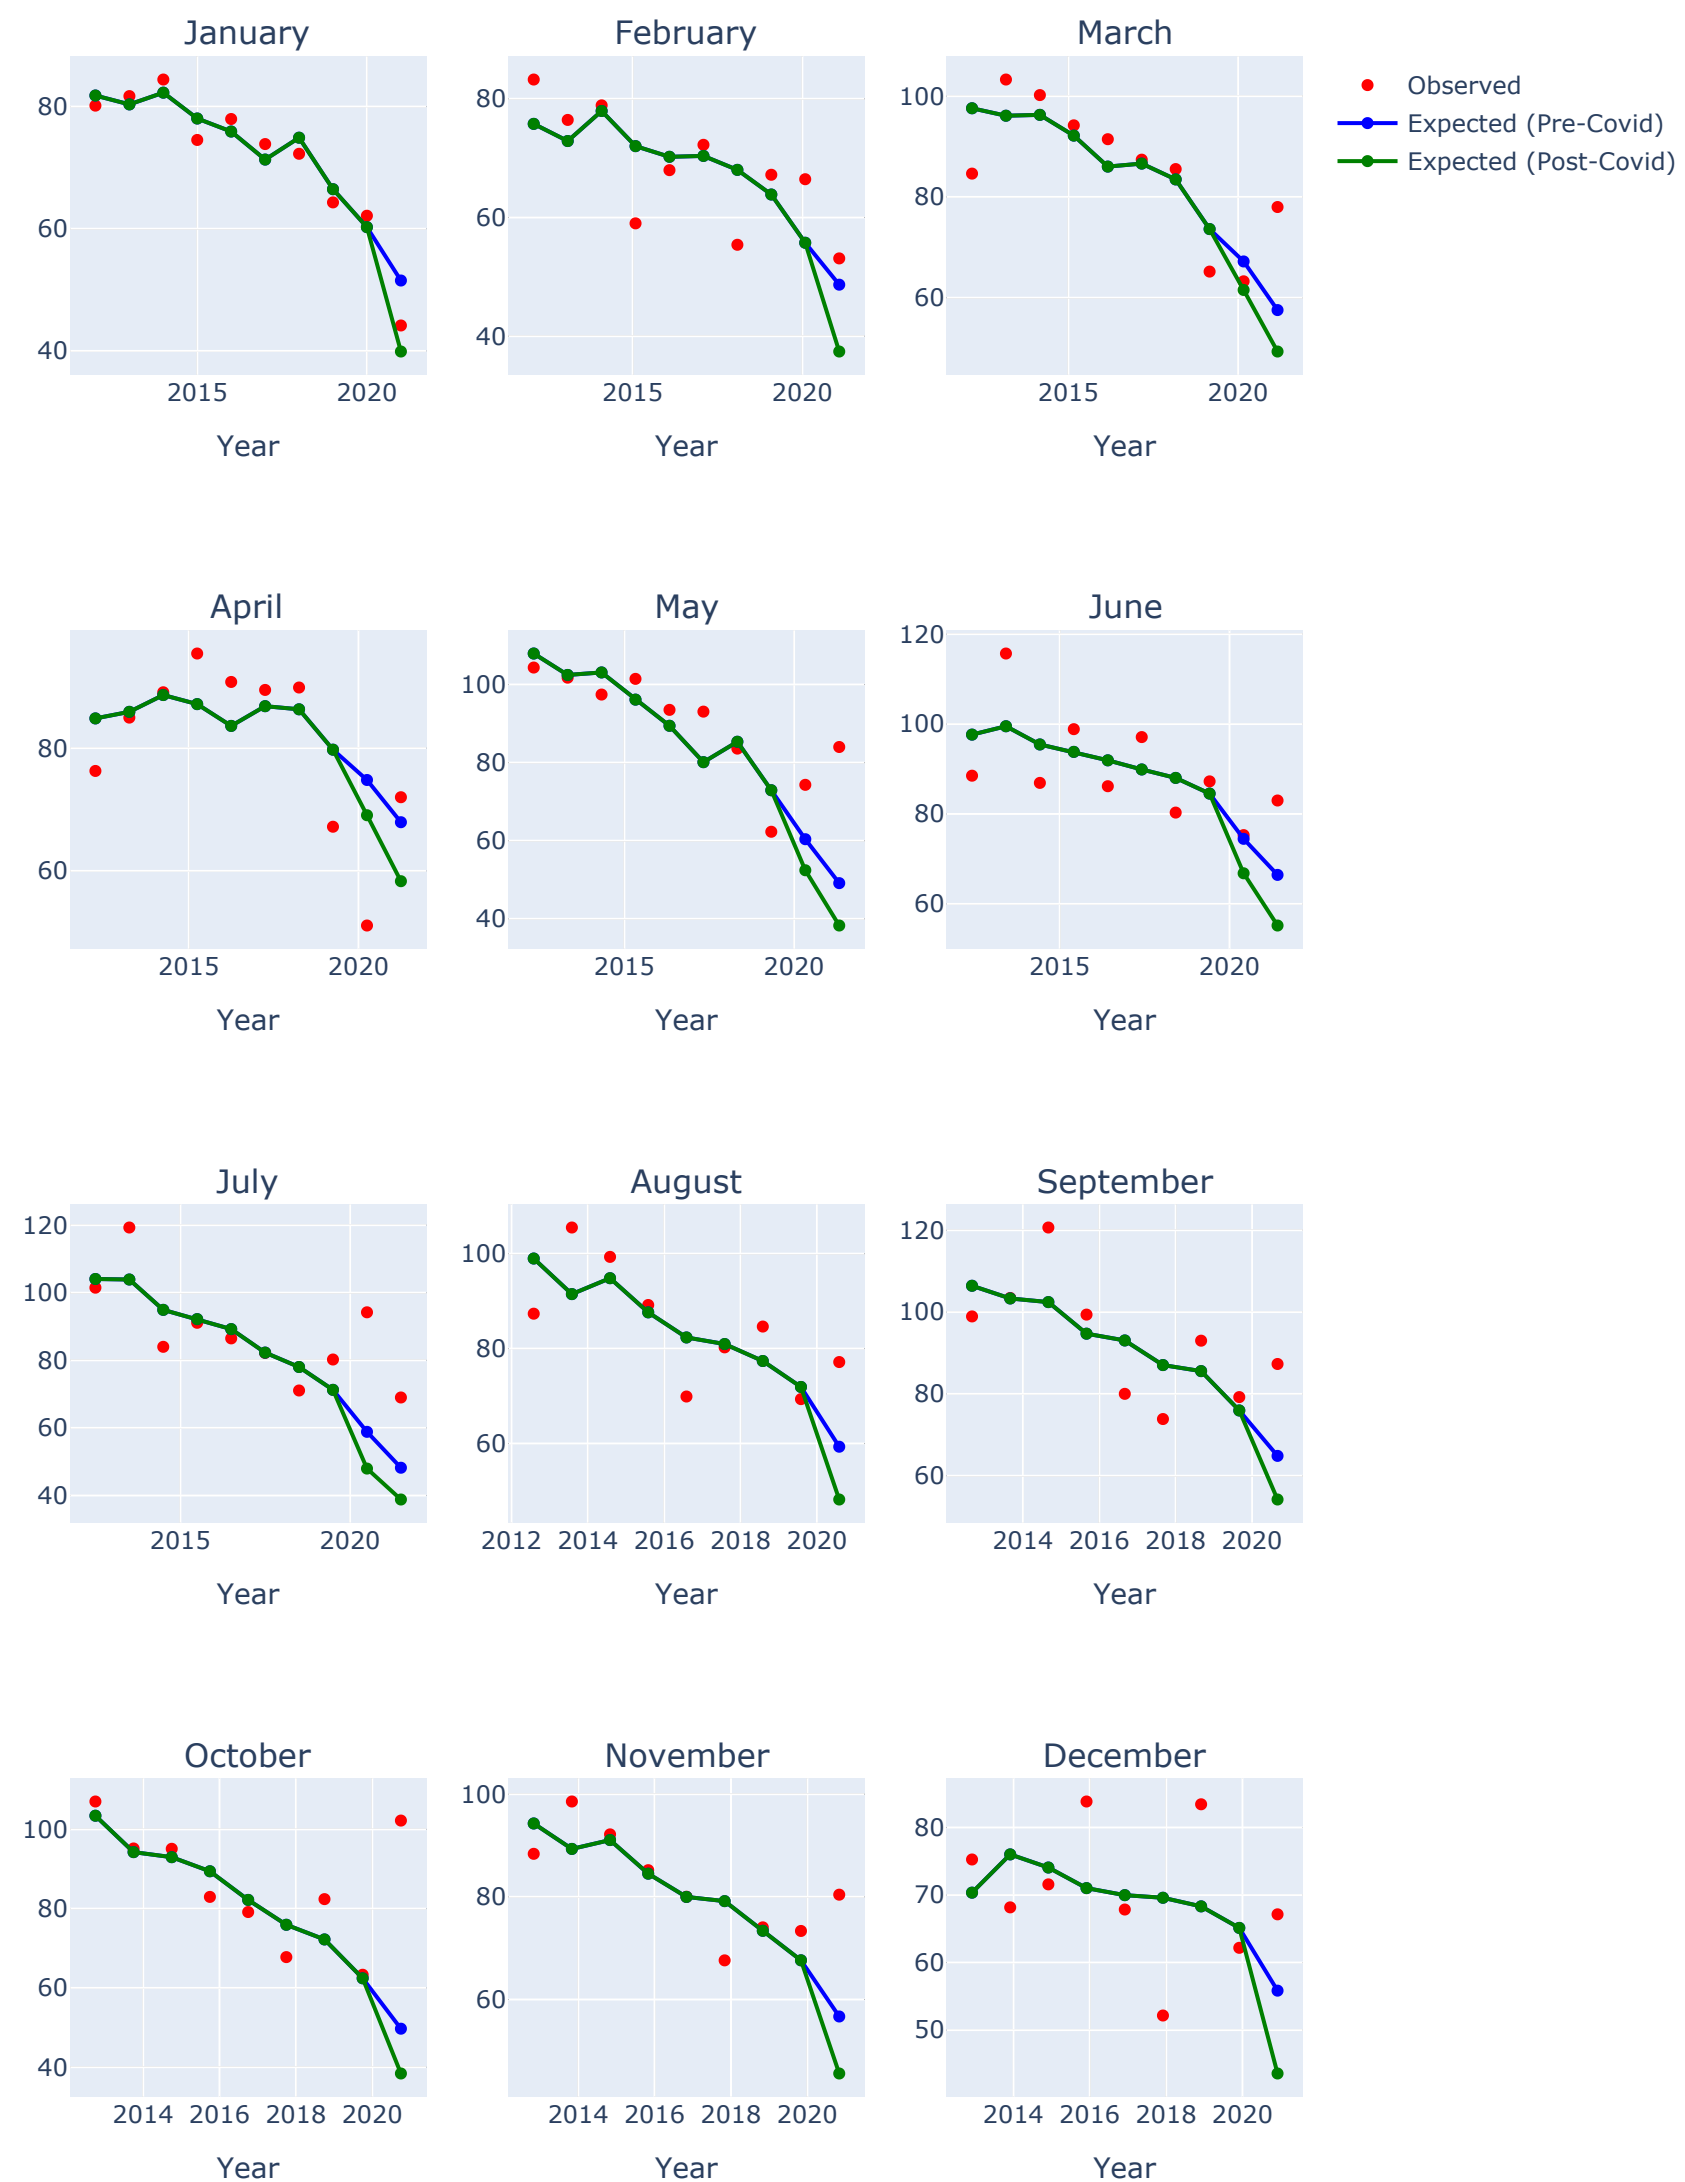 January
February
March
Observed
Expected (Pre-Covid)
Expected (Post-Covid)
80
60
40
2015
2020
Year
80
60
40
2015
2020
Year
100
80
60
2015
2020
Year
April
May
June
80
60
2015
2020
Year
100
80
60
40
2015
2020
Year
120
100
80
60
2015
2020
Year
July
August
September
120
100
80
60
40
2015
2020
Year
100
80
60
2012
2014
2016
2018
2020
Year
120
100
80
60
2014
2016
2018
2020
Year
October
November
December
100
80
60
40
2014
2016
2018
2020
Year
100
80
60
2014
2016
2018
2020
Year
80
70
60
50
2014
2016
2018
2020
Year